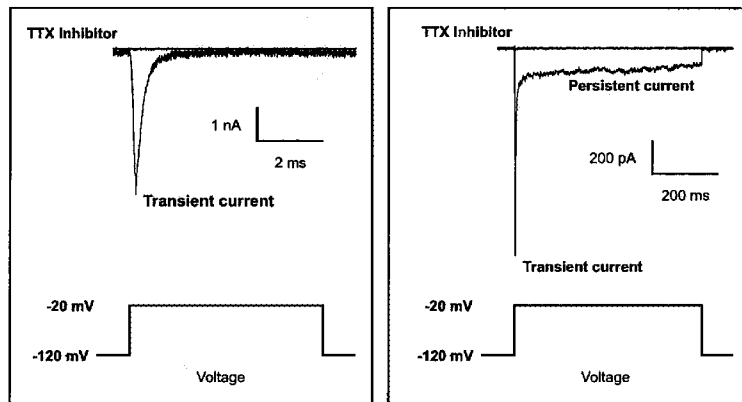 TTX Inhibitor
1 nA
2 ms
Transient current
-20 mV
-120 mV
Voltage
TTX Inhibitor
Persistent current
200 pA
200 ms
Transient current
-20 mV
-120 mV
Voltage